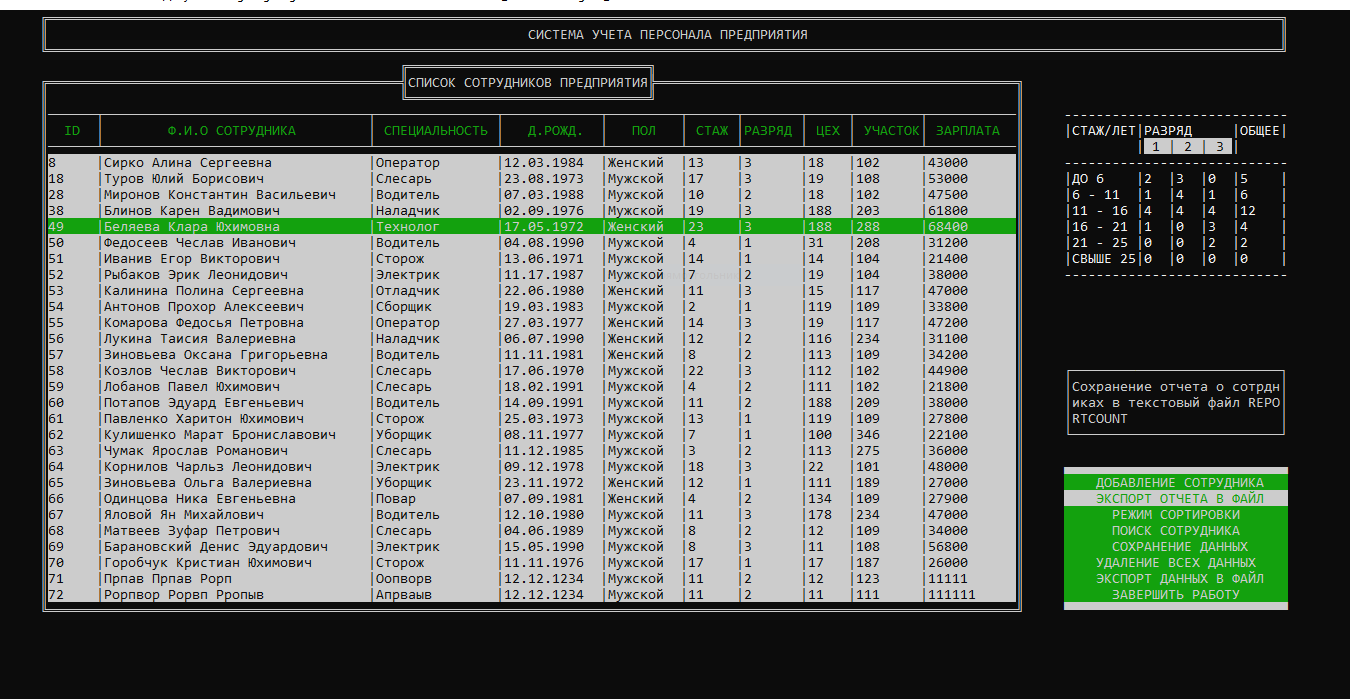 СИСТЕМА УЧЕТА ПЕРСОНАЛА ПРЕДПРИЯТИЯ
СПИСОК СОТРУДНИКОВ ПРЕДПРИЯТИЯ
ID Ф.И.О СОТРУДНИКА СПЕЦИАЛЬНОСТЬ Д.РОЖД. ПОЛ СТАЖ РАЗРЯД ЦЕХ УЧАСТОК ЗАРПЛАТА
8 Сирко Алина Сергеевна Оператор 12.03.1984 Женский 13 3 18 102 43000
18 Туров Юлий Борисович Слесарь 23.08.1973 Мужской 17 3 19 108 53000
28 Миронов Константин Васильевич Водитель 07.03.1988 Мужской 10 2 18 102 47500
38 Блинов Карен Вадимович Наладчик 02.09.1976 Мужской 19 3 188 203 61800
49 Беляева Клара Юхимовна Технолог 17.05.1972 Женский 23 3 188 288 68400
50 Федосеев Чеслав Иванович Водитель 04.08.1990 Мужской 4 1 31 208 31200
51 Иванив Егор Викторович Сторож 13.06.1971 Мужской 14 1 14 104 21400
52 Рыбаков Эрик Леонидович Электрик 11.17.1987 Мужской 7 2 19 104 38000
53 Калинина Полина Сергеевна Отладчик 22.06.1980 Женский 11 3 15 117 47000
54 Антонов Прохор Алексеевич Сборщик 19.03.1983 Мужской 2 1 119 109 33800
55 Комарова Федосья Петровна Оператор 27.03.1977 Женский 14 3 19 117 47200
56 Лукина Таисия Валериевна Наладчик 06.07.1990 Женский 12 2 116 234 31100
57 Зиновьева Оксана Григорьевна Водитель 11.11.1981 Женский 8 2 113 109 34200
58 Козлов Чеслав Викторович Слесарь 17.06.1970 Мужской 22 3 112 102 44900
59 Лобанов Павел Юхимович Слесарь 18.02.1991 Мужской 4 2 111 102 21800
60 Потапов Эдуард Евгеньевич Водитель 14.09.1991 Мужской 11 2 188 209 38000
61 Павленко Харитон Юхимович Сторож 25.03.1973 Мужской 13 1 119 109 27800
62 Кулишенко Марат Брониславович Уборщик 08.11.1977 Мужской 7 1 100 346 22100
63 Чумак Ярослав Романович Слесарь 11.12.1985 Мужской 3 2 113 275 36000
64 Корнилов Чарльз Леонидович Электрик 09.12.1978 Мужской 18 3 22 101 48000
65 Зиновьева Ольга Валериевна Уборщик 23.11.1972 Женский 12 1 111 189 27000
66 Одинцова Ника Евгеньевна Повар 07.09.1981 Женский 4 2 134 109 27900
67 Яловой Ян Михайлович Водитель 12.10.1980 Мужской 11 3 178 234 47000
68 Матвеев Зуфар Петрович Слесарь 04.06.1989 Мужской 8 2 12 109 34000
69 Барановский Денис Эдуардович Электрик 15.05.1990 Мужской 8 3 11 108 56800
70 Горобчук Кристиан Юхимович Сторож 11.11.1976 Мужской 17 1 17 187 26000
71 Прпав Прпав Рорп Оопворв 12.12.1234 Мужской 11 2 12 123 11111
72 Рорпвор Рорвп Рропыв Апрваыв 12.12.1234 Мужской 11 2 11 111 111111
СТАЖ/ЛЕТ РАЗРЯД ОБЩЕЕ
1 2 3
ДО 6 2 3 0 5
6 - 11 1 4 1 6
11 - 16 4 4 4 12
16 - 21 1 0 3 4
21 - 25 0 0 2 2
СВЫШЕ 25 0 0 0 0
Сохранение отчета о сотрдн
иках в текстовый файл REPO
RTCOUNT
ДОБАВЛЕНИЕ СОТРУДНИКА
ЭКСПОРТ ОТЧЕТА В ФАЙЛ
РЕЖИМ СОРТИРОВКИ
ПОИСК СОТРУДНИКА
СОХРАНЕНИЕ ДАННЫХ
УДАЛЕНИЕ ВСЕХ ДАННЫХ
ЭКСПОРТ ДАННЫХ В ФАЙЛ
ЗАВЕРШИТЬ РАБОТУ